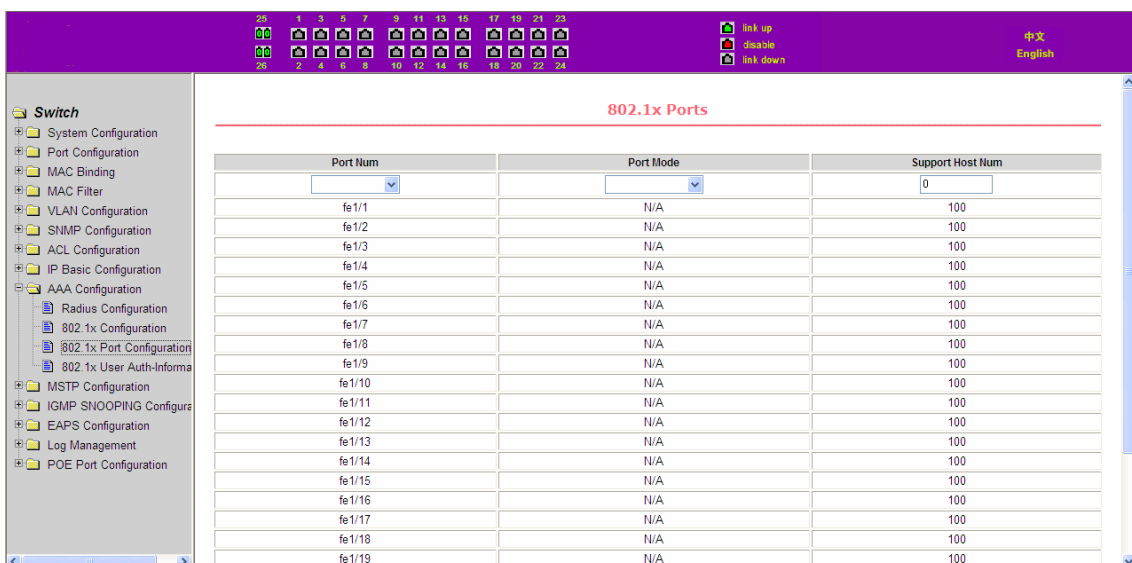 25 1 3 5 7 9 11 13 15 17 19 21 23
26 2 4 6 8 10 12 14 16 18 20 22 24
link up
disable
link down
中文
English
Switch
System Configuration
Port Configuration
MAC Binding
MAC Filter
VLAN Configuration
SNMP Configuration
ACL Configuration
IP Basic Configuration
AAA Configuration
Radius Configuration
802.1x Configuration
802.1x Port Configuration
802.1x User Auth-Informa
MSTP Configuration
IGMP SNOOPING Configura
EAPS Configuration
Log Management
POE Port Configuration
802.1x Ports
Port Num Port Mode Support Host Num
0
fe1/1 N/A 100
fe1/2 N/A 100
fe1/3 N/A 100
fe1/4 N/A 100
fe1/5 N/A 100
fe1/6 N/A 100
fe1/7 N/A 100
fe1/8 N/A 100
fe1/9 N/A 100
fe1/10 N/A 100
fe1/11 N/A 100
fe1/12 N/A 100
fe1/13 N/A 100
fe1/14 N/A 100
fe1/15 N/A 100
fe1/16 N/A 100
fe1/17 N/A 100
fe1/18 N/A 100
fe1/19 N/A 100